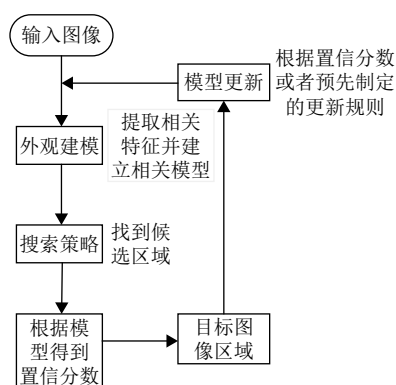 输入图像
模型更新
根据置信分数
或者预先制定
的更新规则
外观建模
提取相关
特征并建
立相关模型
搜索策略
找到候
选区域
根据模
型得到
置信分数
目标图
像区域